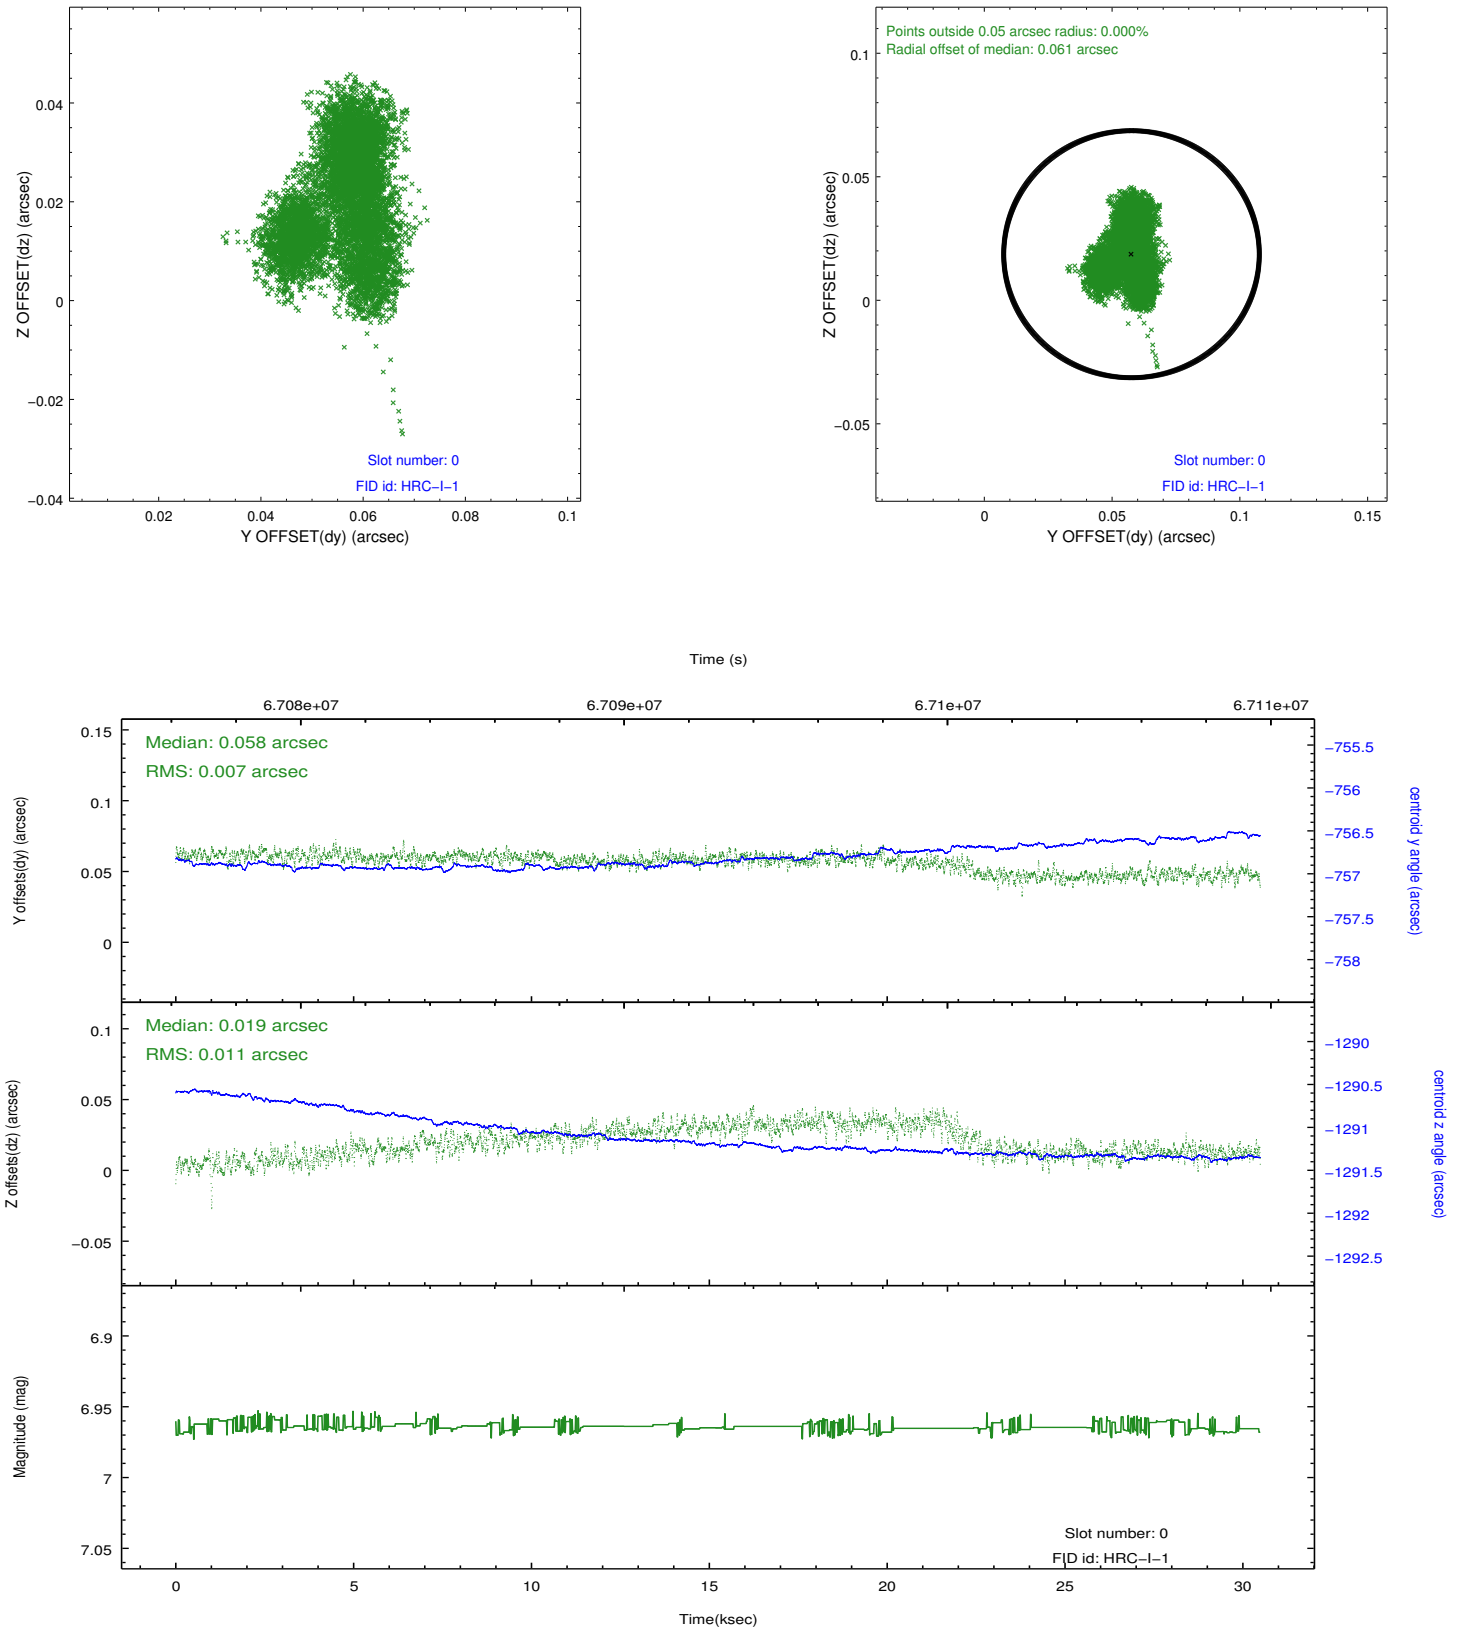 0.04
0.02
0
−0.02
−0.04
Z OFFSET(dz) (arcsec)
Slot number: 0
FID id: HRC−I−1
0.02 0.04 0.06 0.08 0.1
Y OFFSET(dy) (arcsec)
Points outside 0.05 arcsec radius: 0.000%
Radial offset of median: 0.061 arcsec
0.1
0.05
0
−0.05
Z OFFSET(dz) (arcsec)
Slot number: 0
FID id: HRC−I−1
0 0.05 0.1 0.15
Y OFFSET(dy) (arcsec)
Time (s)
6.708e+07 6.709e+07 6.71e+07 6.711e+07
Median: 0.058 arcsec
RMS: 0.007 arcsec
0.15
0.1
0.05
0
Y offsets(dy) (arcsec)
−755.5
−756
−756.5
−757
−757.5
−758
centroid y angle (arcsec)
Median: 0.019 arcsec
RMS: 0.011 arcsec
0.1
0.05
0
−0.05
Z offsets(dz) (arcsec)
−1290
−1290.5
−1291
−1291.5
−1292
−1292.5
centroid z angle (arcsec)
6.9
6.95
7
7.05
Magnitude (mag)
Slot number: 0
FID id: HRC−I−1
0 5 10 15 20 25 30
Time(ksec)